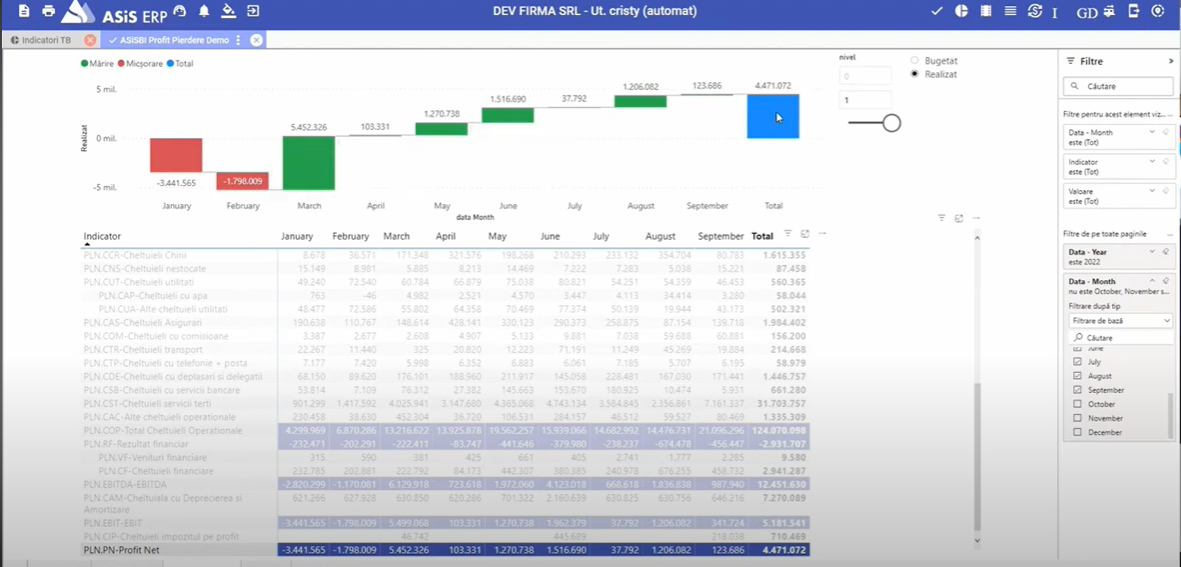 ASiS ERP
DEV FIRMA SRL - Ut. cristy (automat)
GD
Indicatori TB
ASiSBI Profit Pierdere Demo
Mărire Micșorare Total
Realizat
5 mil.
0 mil.
-5 mil.
-3.441.565 -1.798.009 5.452.326 103.331 1.270.738 1.516.690 37.792 1.206.082 123.686 4.471.072
January February March April May June July August September Total
data Month
nivel
0
1
Bugetat
Realizat
Indicator January February March April May June July August September Total
PLN.CCR-Cheltuieli Chirii 8.678 36.571 171.348 321.576 198.268 210.293 233.132 354.704 80.783 1.615.355
PLN.CNS-Cheltuieli nestocate 15.149 8.981 5.885 8.213 14.469 7.222 7.283 5.038 15.221 87.458
PLN.CUT-Cheltuieli utilitati 49.240 72.540 60.784 66.879 75.038 80.821 54.251 54.359 46.453 560.365
PLN.CAP-Cheltuieli cu apa 763 -46 4.982 2.521 4.570 3.447 4.113 34.414 3.280 58.044
PLN.CUA-Alte cheltuieli utilitati 48.477 72.586 55.802 64.358 70.469 77.374 50.139 19.944 43.173 502.321
PLN.CAS-Cheltuieli Asigurari 190.638 110.767 148.614 428.141 330.123 290.373 258.875 87.154 139.718 1.984.402
PLN.COM-Cheltuieli cu comisioane 3.387 2.677 2.608 4.907 5.133 9.881 7.038 59.688 60.881 156.200
PLN.CTR-Cheltuieli transport 22.267 11.440 325 20.820 12.223 71.191 11.249 45.269 19.884 214.668
PLN.CTP-Cheltuieli cu telefonie + posta 7.177 7.420 5.998 6.352 6.883 6.061 7.185 5.707 6.195 58.979
PLN.CDE-Cheltuieli cu deplasari si delegatii 68.150 89.620 176.101 188.960 211.917 145.058 228.481 167.030 171.441 1.446.757
PLN.CSB-Cheltuieli cu servicii bancare 53.814 7.109 76.312 27.382 145.663 153.670 180.925 10.474 5.931 661.280
PLN.CST-Cheltuieli servicii terti 901.299 1.417.592 4.025.941 3.147.680 4.365.068 4.743.134 3.584.845 2.356.861 7.161.337 31.703.757
PLN.CAC-Alte cheltuieli operationale 230.458 38.630 452.304 36.720 106.531 284.157 46.512 59.527 80.469 1.335.309
PLN.COP-Total Cheltuieli Operationale 4.299.969 6.870.286 13.216.622 13.925.878 19.562.257 15.939.066 14.682.992 14.476.731 21.096.296 124.070.098
PLN.RF-Rezultat financiar -232.471 -202.291 -222.411 -83.747 -441.646 -379.980 -238.237 -674.478 -456.447 -2.931.707
PLN.VF-Venituri financiare 315 590 381 425 661 405 2.741 1.777 2.285 9.580
PLN.CF-Cheltuieli financiare 232.785 202.881 222.792 84.173 442.307 380.385 240.978 676.255 458.732 2.941.287
PLN.EBITDA-EBITDA -2.820.299 -1.170.081 6.129.918 723.618 1.972.060 4.123.018 668.618 1.836.838 987.940 12.451.630
PLN.CAM-Cheltuiala cu Deprecierea si 621.266 627.928 630.850 620.286 701.322 2.160.639 630.825 630.756 646.216 7.270.089
Amortizare
PLN.EBIT-EBIT -3.441.565 -1.798.009 5.499.068 103.331 1.270.738 1.962.379 37.792 1.206.082 341.724 5.181.541
PLN.CIP-Cheltuieli impozitul pe profit 46.742 445.689 218.038 710.469
PLN.PN-Profit Net -3.441.565 -1.798.009 5.452.326 103.331 1.270.738 1.516.690 37.792 1.206.082 123.686 4.471.072
Filtre
Căutare
Filtre pentru acest element viz...
Data - Month
este (Tot)
Indicator
este (Tot)
Valoare
este (Tot)
Filtre de pe toate paginile
Data - Year
este 2022
Data - Month
nu este October, November s...
Filtrare după tip
Filtrare de bază
Căutare
June
July
August
September
October
November
December